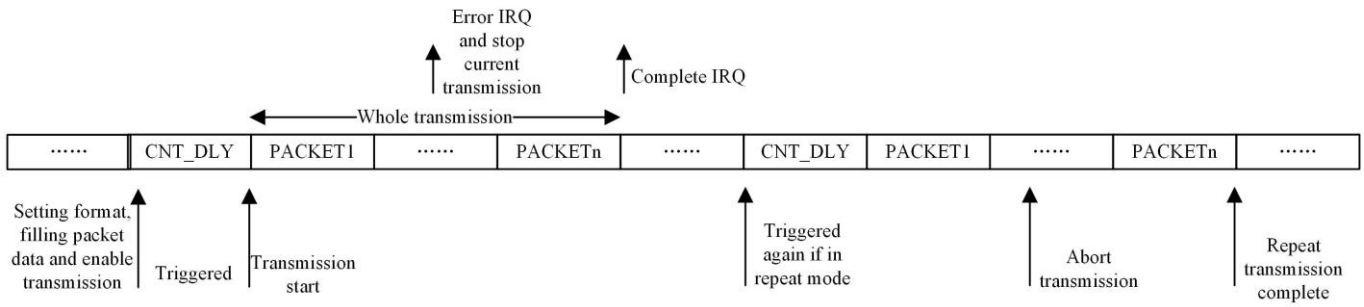 Error IRQ
and stop
current
transmission
Complete IRQ
Whole transmission
...... CNT_DLY PACKET1 ...... PACKETn ...... CNT_DLY PACKET1 ...... PACKETn ......
Setting format,
filling packet
data and enable
transmission
Triggered
Transmission
start
Triggered
again if in
repeat mode
Abort
transmission
Repeat
transmission
complete